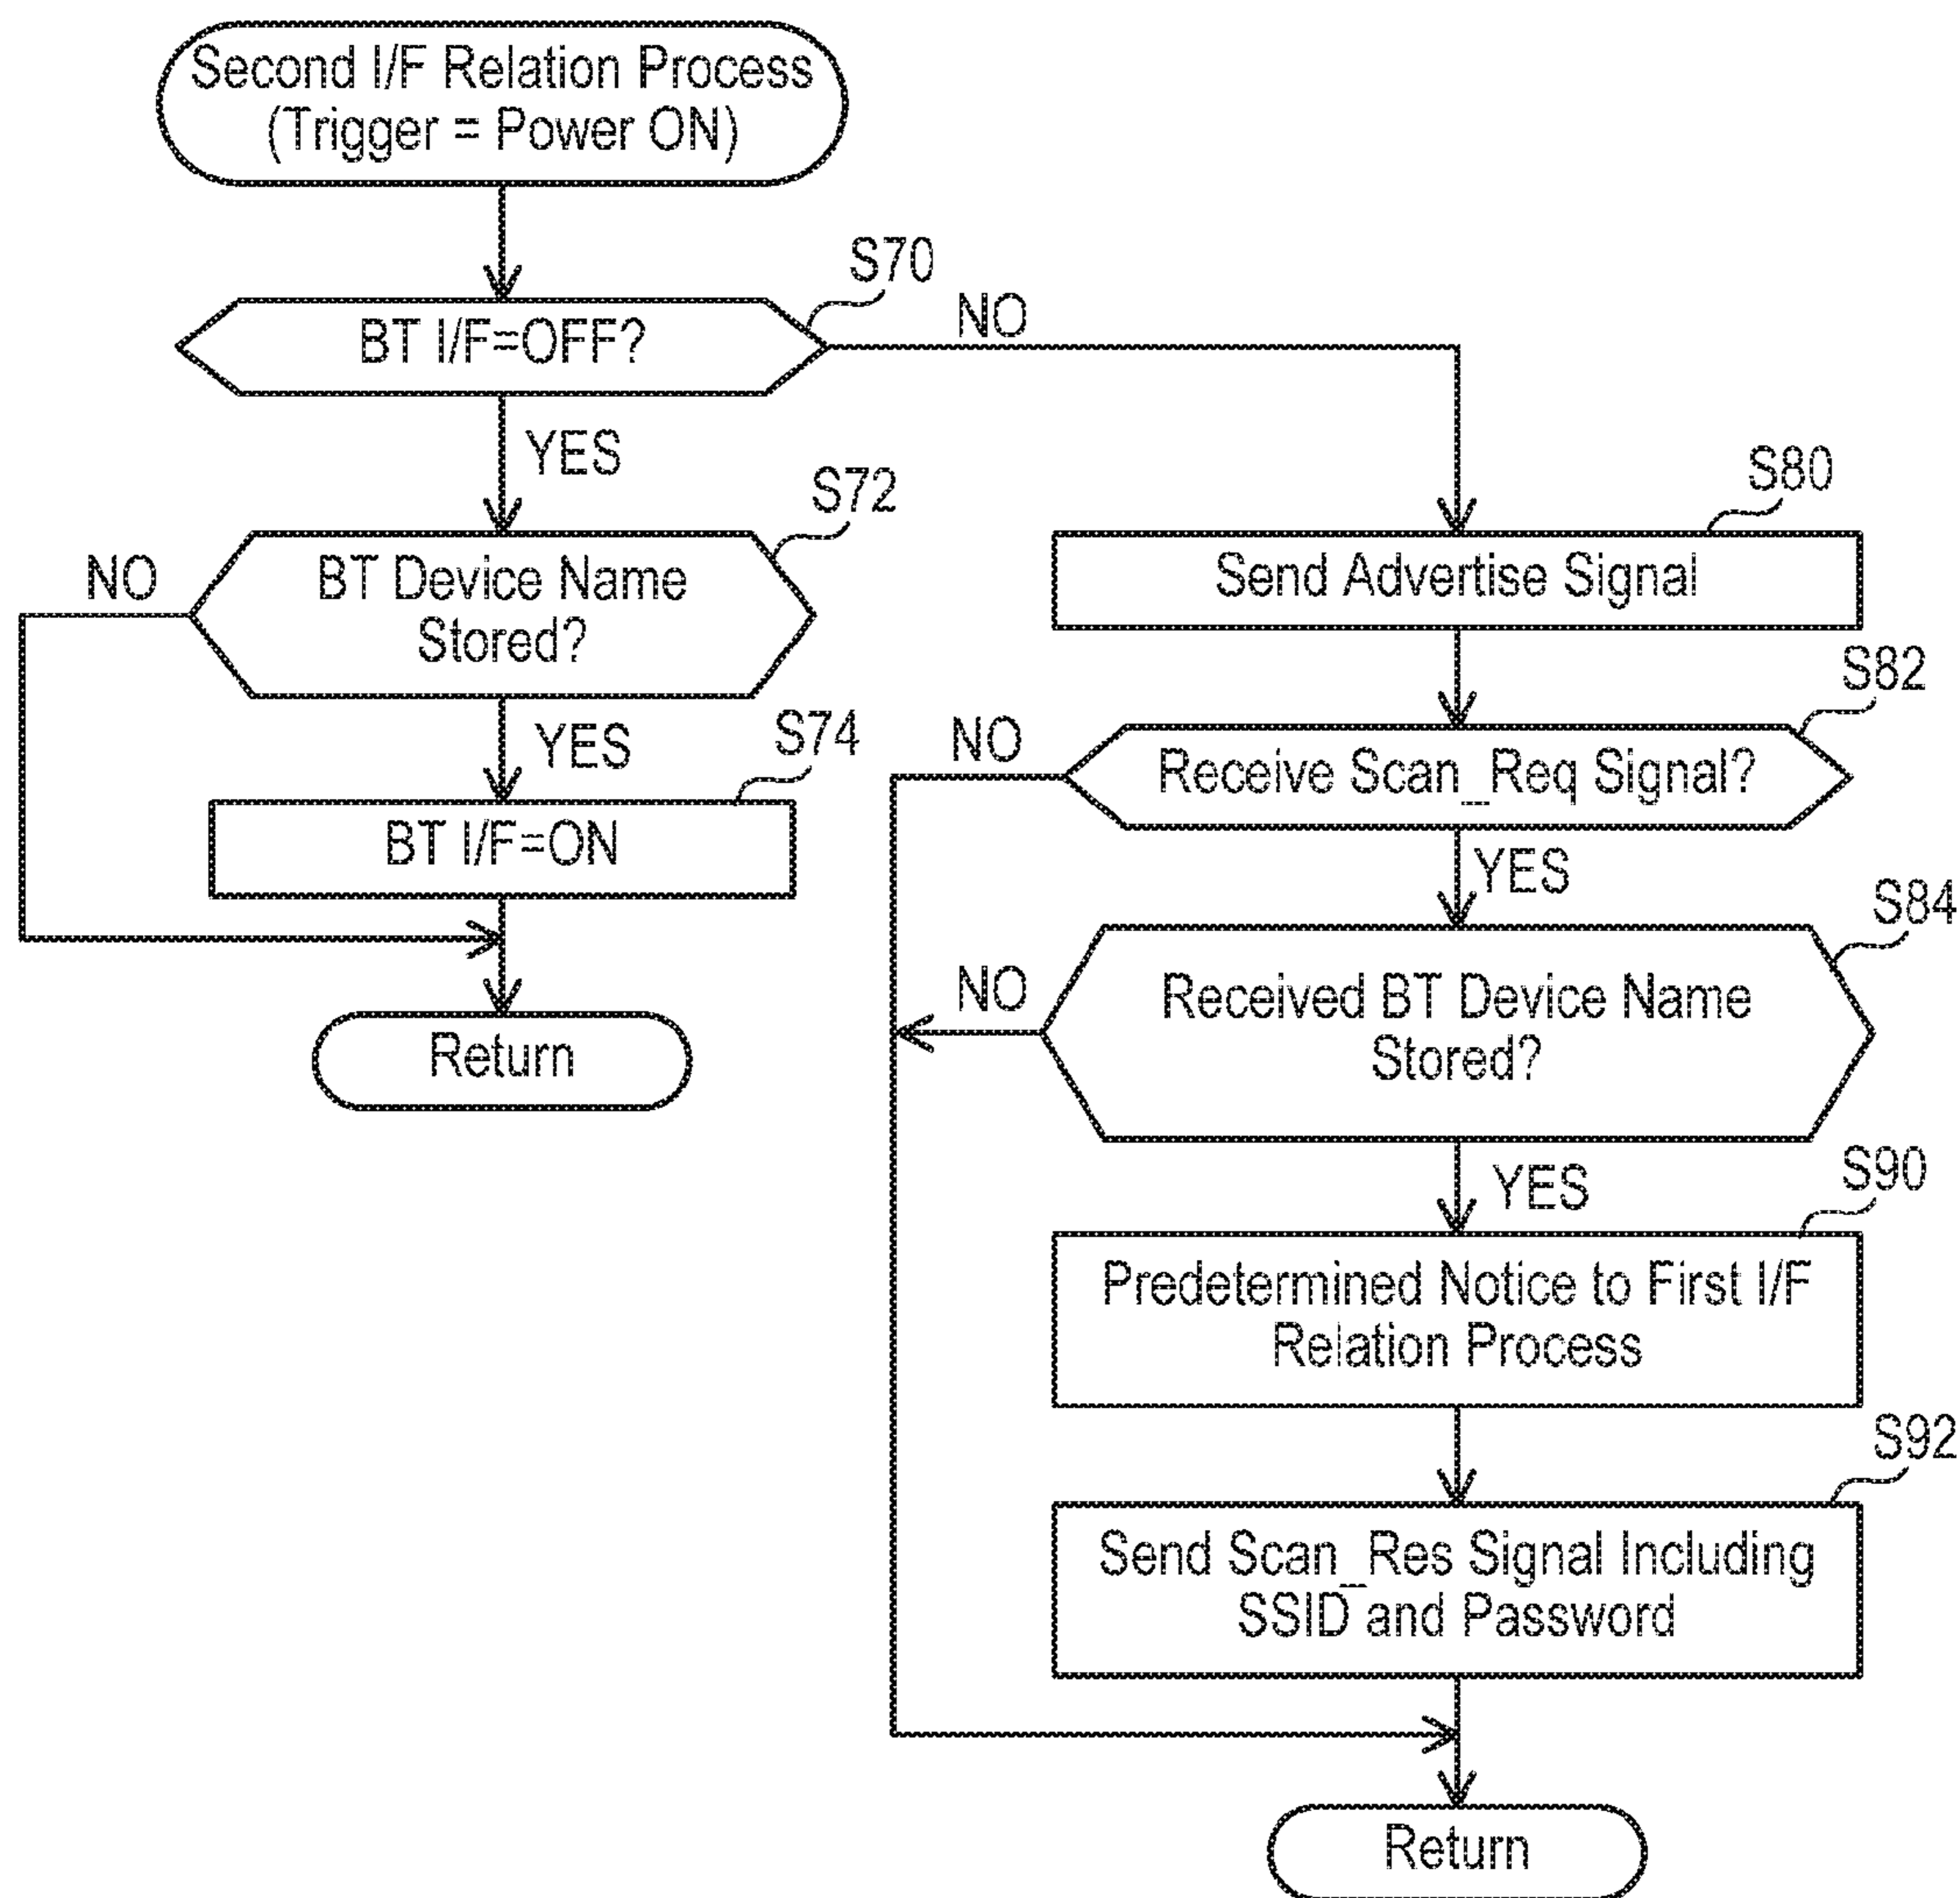 Second I/F Relation Process
(Trigger = Power ON)
S70
BT I/F=OFF?
NO
YES
S72
NO
BT Device Name
Stored?
YES
S74
BT I/F=ON
Return
S80
Send Advertise Signal
S82
NO
Receive Scan_Req Signal?
YES
S84
NO
Received BT Device Name
Stored?
YES
S90
Predetermined Notice to First I/F
Relation Process
S92
Send Scan_Res Signal Including
SSID and Password
Return